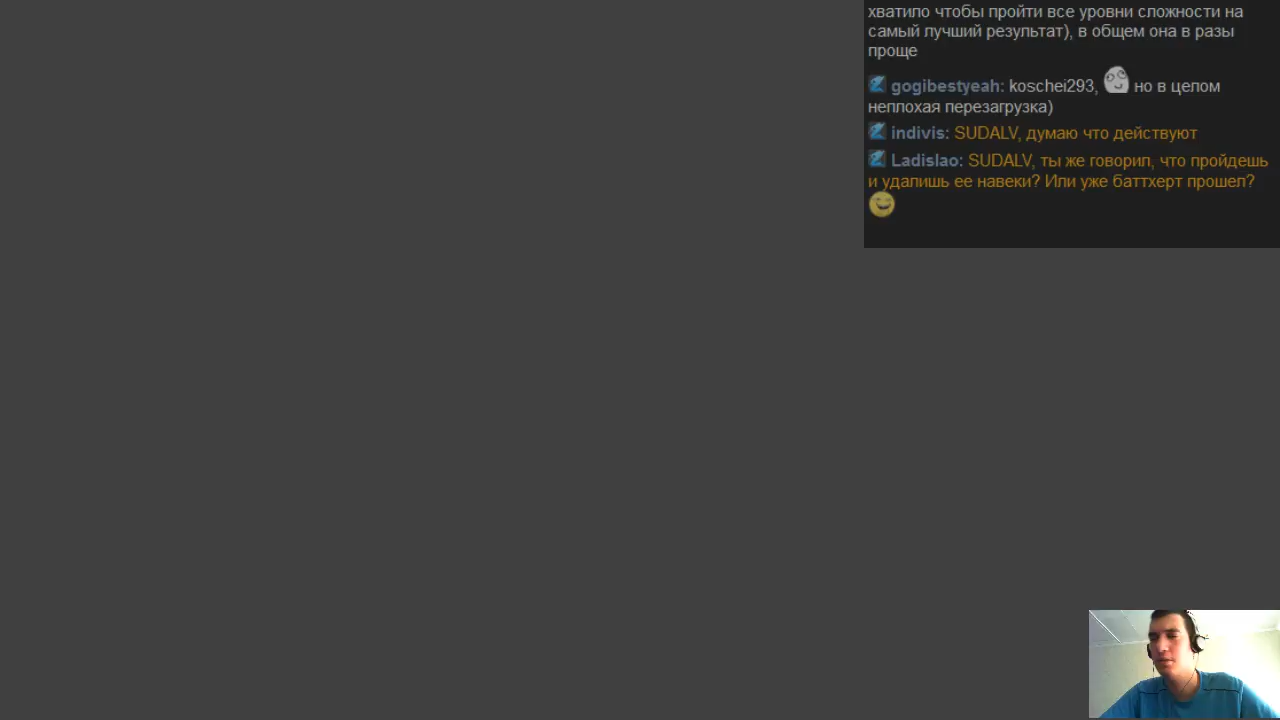 хватило чтобы пройти все уровни сложности на
самый лучший результат), в общем она в разы
проще
gogibestyeah: koschei293, но в целом
неплохая перезагрузка)
indivis: SUDALV, думаю что действуют
Ladislao: SUDALV, ты же говорил, что пройдешь
и удалишь ее навеки? Или уже баттхерт прошел?